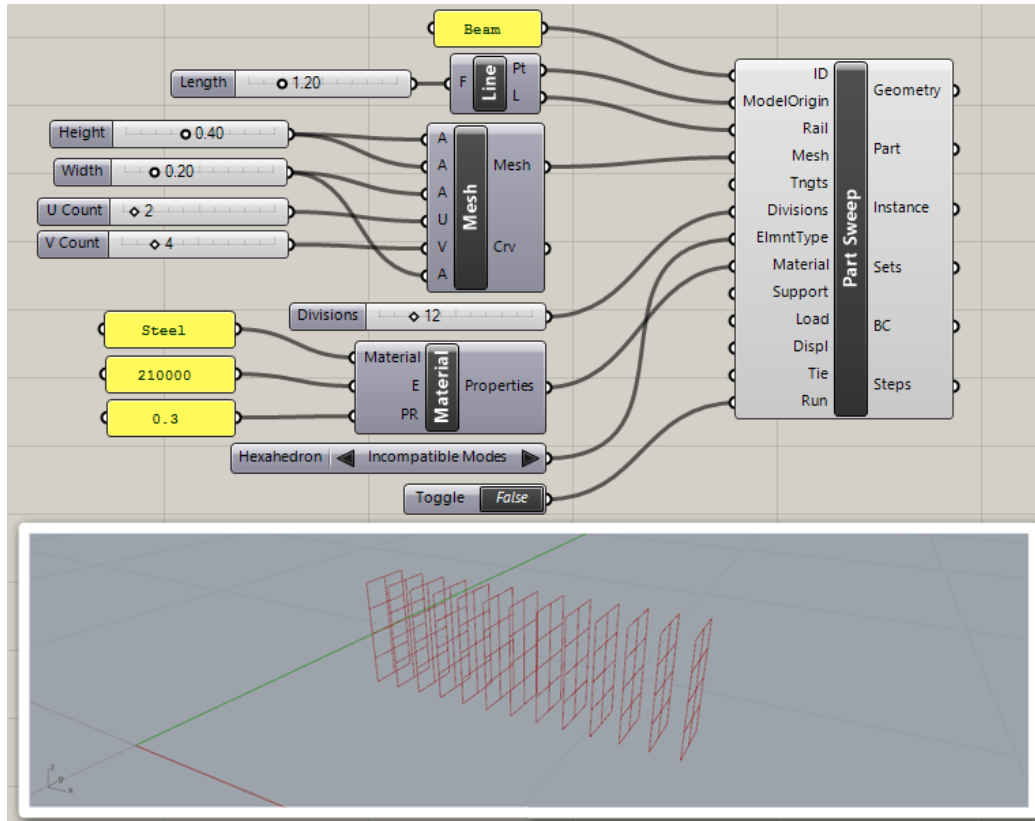 Beam
Length 1.20
F Line Pt L
Height 0.40
Width 0.20
U Count 2
V Count 4
A A A U V A Mesh Mesh Crv
Divisions 12
Steel
210000
0.3
Material E PR Material Properties
Hexahedron Incompatible Modes
Toggle False
ID
ModelOrigin
Rail
Mesh
Tngts
Divisions
ElmntType
Material
Support
Load
Displ
Tie
Run
Part Sweep
Geometry
Part
Instance
Sets
BC
Steps
z
y
x